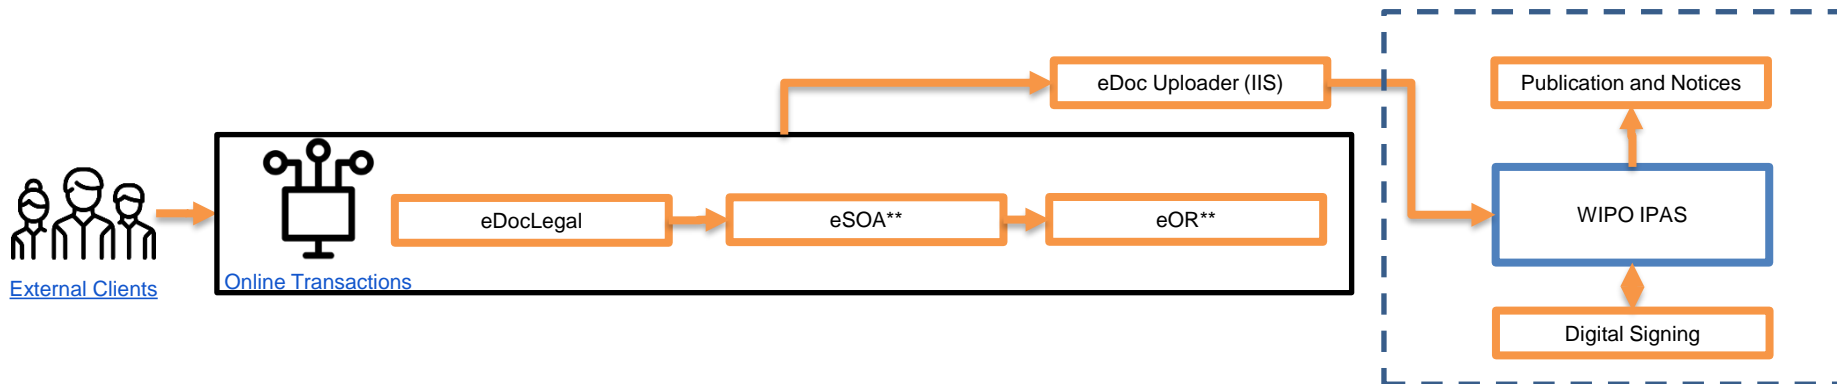 eDoc Uploader (IIS)
Publication and Notices
eDocLegal
eSOA**
eOR**
WIPO IPAS
Online Transactions
External Clients
Digital Signing